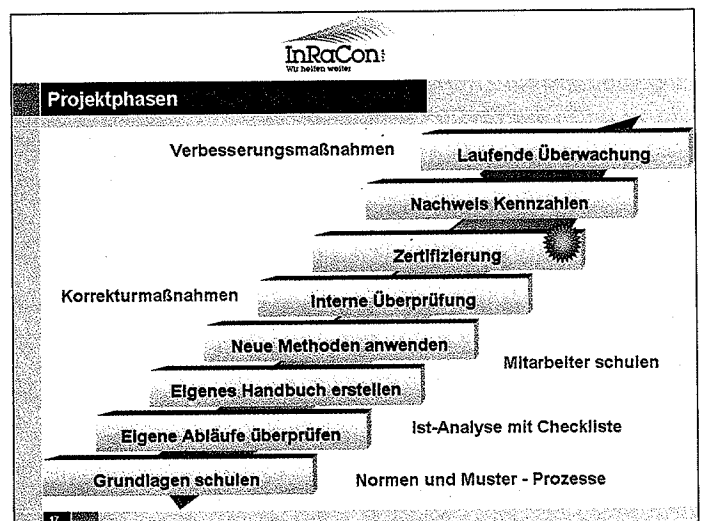 InRaCon
Wir helfen weiter
Projektphasen
Verbesserungsmaßnahmen
Laufende Überwachung
Nachweis Kennzahlen
Zertifizierung
Korrekturmaßnahmen
Interne Überprüfung
Neue Methoden anwenden
Mitarbeiter schulen
Eigenes Handbuch erstellen
Eigene Abläufe überprüfen
Ist-Analyse mit Checkliste
Grundlagen schulen
Normen und Muster - Prozesse
17